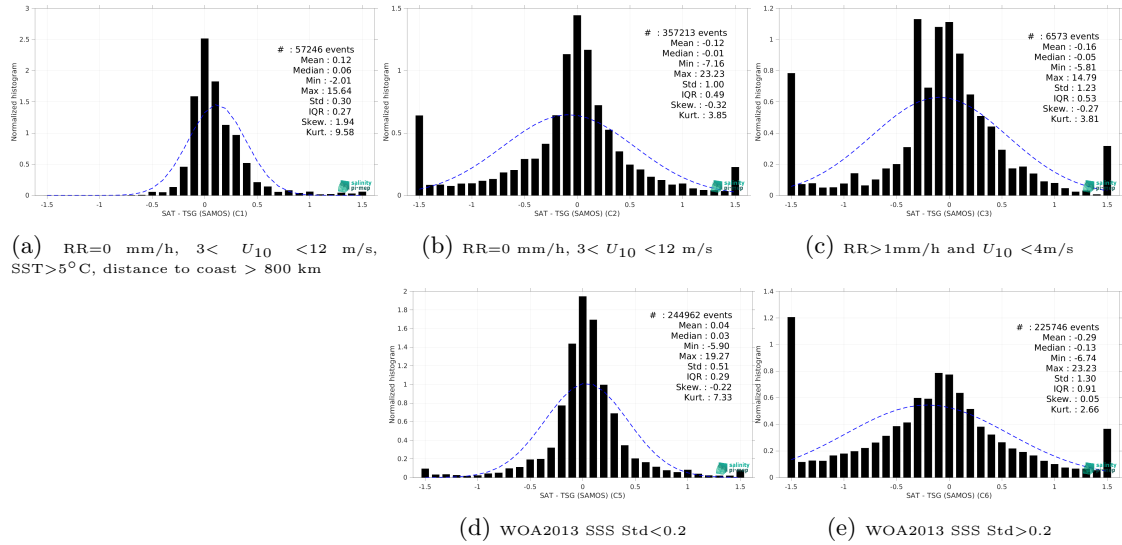 3
2.5
2
1.5
1
0.5
0
Normalized histogram
# : 57246 events
Mean : 0.12
Median : 0.06
Min : -2.01
Max : 15.64
Std : 0.30
IQR : 0.27
Skew. : 1.94
Kurt. : 9.58
salinity
pi-mep
-1.5 -1 -0.5 0 0.5 1 1.5
SAT - TSG (SAMOS) (C1)
(a) RR=0 mm/h, 3< U10 <12 m/s,
SST>5°C, distance to coast > 800 km
1.5
1
0.5
0
Normalized histogram
# : 357213 events
Mean : -0.12
Median : -0.01
Min : -7.16
Max : 23.23
Std : 1.00
IQR : 0.49
Skew. : -0.32
Kurt. : 3.85
salinity
pi-mep
-1.5 -1 -0.5 0 0.5 1 1.5
SAT - TSG (SAMOS) (C2)
(b) RR=0 mm/h, 3< U10 <12 m/s
1.2
1
0.8
0.6
0.4
0.2
0
Normalized histogram
# : 6573 events
Mean : -0.16
Median : -0.05
Min : -5.81
Max : 14.79
Std : 1.23
IQR : 0.53
Skew. : -0.27
Kurt. : 3.81
salinity
pi-mep
-1.5 -1 -0.5 0 0.5 1 1.5
SAT - TSG (SAMOS) (C3)
(c) RR>1mm/h and U10 <4m/s
2
1.8
1.6
1.4
1.2
1
0.8
0.6
0.4
0.2
0
Normalized histogram
# : 244962 events
Mean : 0.04
Median : 0.03
Min : -5.90
Max : 19.27
Std : 0.51
IQR : 0.29
Skew. : -0.22
Kurt. : 7.33
salinity
pi-mep
-1.5 -1 -0.5 0 0.5 1 1.5
SAT - TSG (SAMOS) (C5)
(d) WOA2013 SSS Std<0.2
1.4
1.2
1
0.8
0.6
0.4
0.2
0
Normalized histogram
# : 225746 events
Mean : -0.29
Median : -0.13
Min : -6.74
Max : 23.23
Std : 1.30
IQR : 0.91
Skew. : 0.05
Kurt. : 2.66
salinity
pi-mep
-1.5 -1 -0.5 0 0.5 1 1.5
SAT - TSG (SAMOS) (C6)
(e) WOA2013 SSS Std>0.2